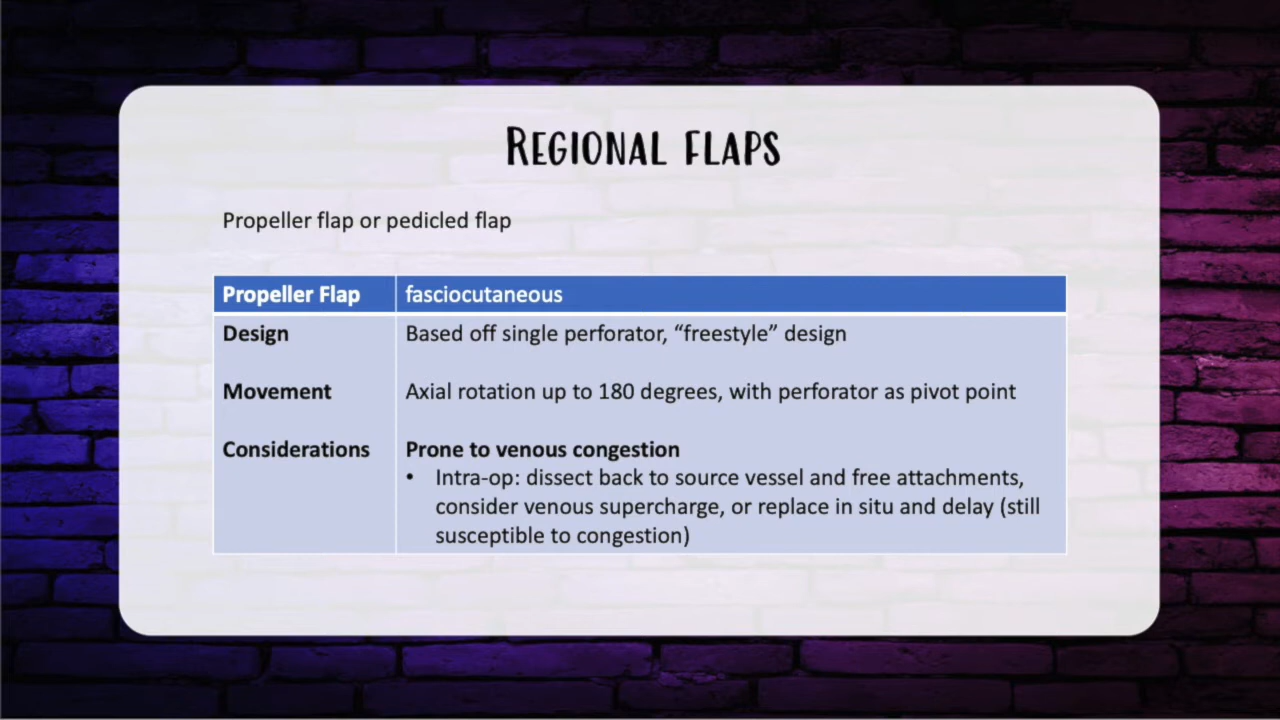 REGIONAL FLAPS
Propeller flap or pedicled flap
Propeller Flap fasciocutaneous
Design Based off single perforator, “freestyle” design
Movement Axial rotation up to 180 degrees, with perforator as pivot point
Considerations Prone to venous congestion
• Intra-op: dissect back to source vessel and free attachments,
consider venous supercharge, or replace in situ and delay (still
susceptible to congestion)